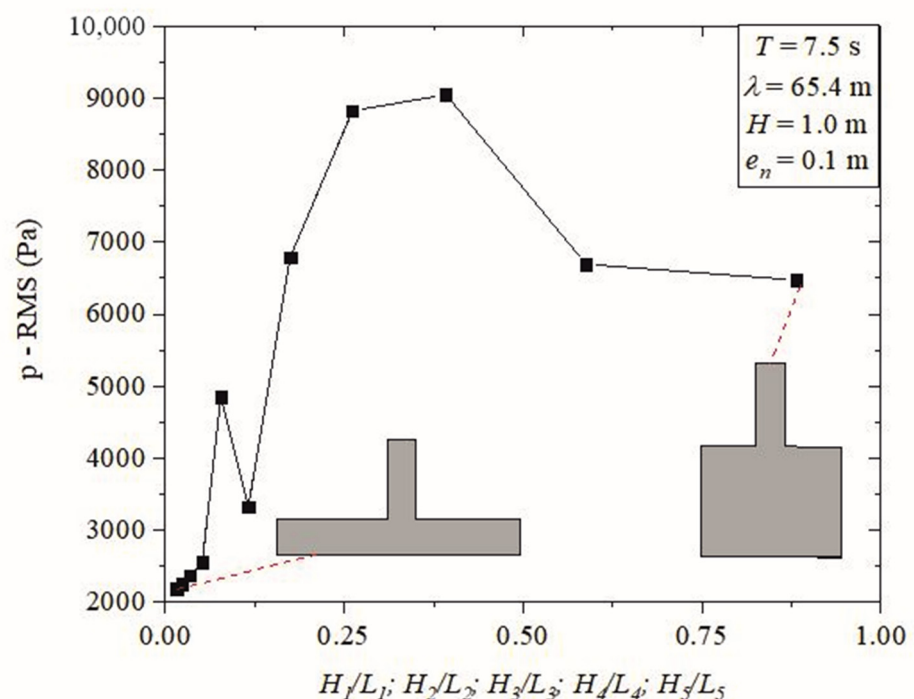 10,000
9000
8000
7000
6000
5000
4000
3000
2000
p - RMS (Pa)
T = 7.5 s
λ = 65.4 m
H = 1.0 m
eₙ = 0.1 m
0.00 0.25 0.50 0.75 1.00
H₁/L₁; H₂/L₂; H₃/L₃; H₄/L₄; H₅/L₅